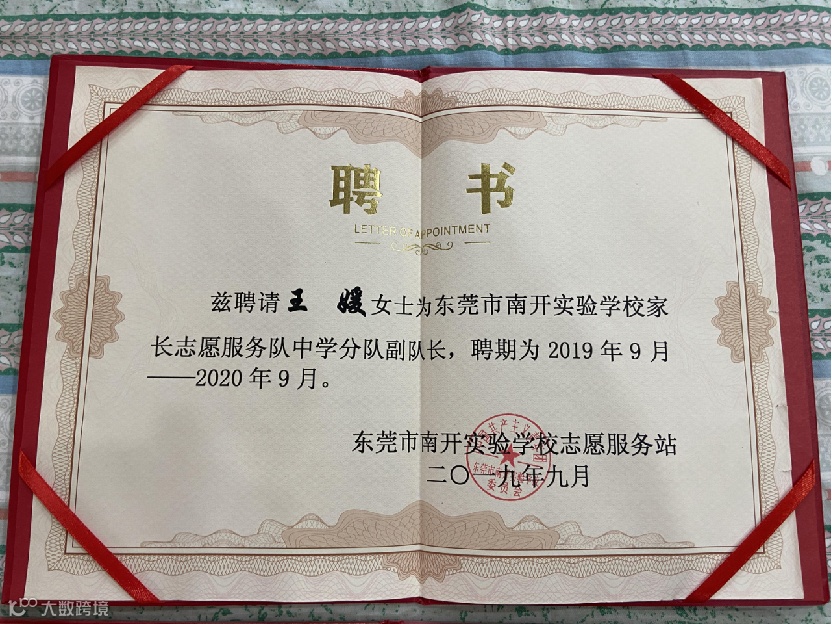 聘 书
LETTER OF APPOINTMENT
兹聘请王 媛女士为东莞市南开实验学校家
长志愿服务队中学分队副队长，聘期为2019年9月
——2020年9月。
东莞市南开实验学校志愿服务站
二〇一九年九月
委员会
大数跨境